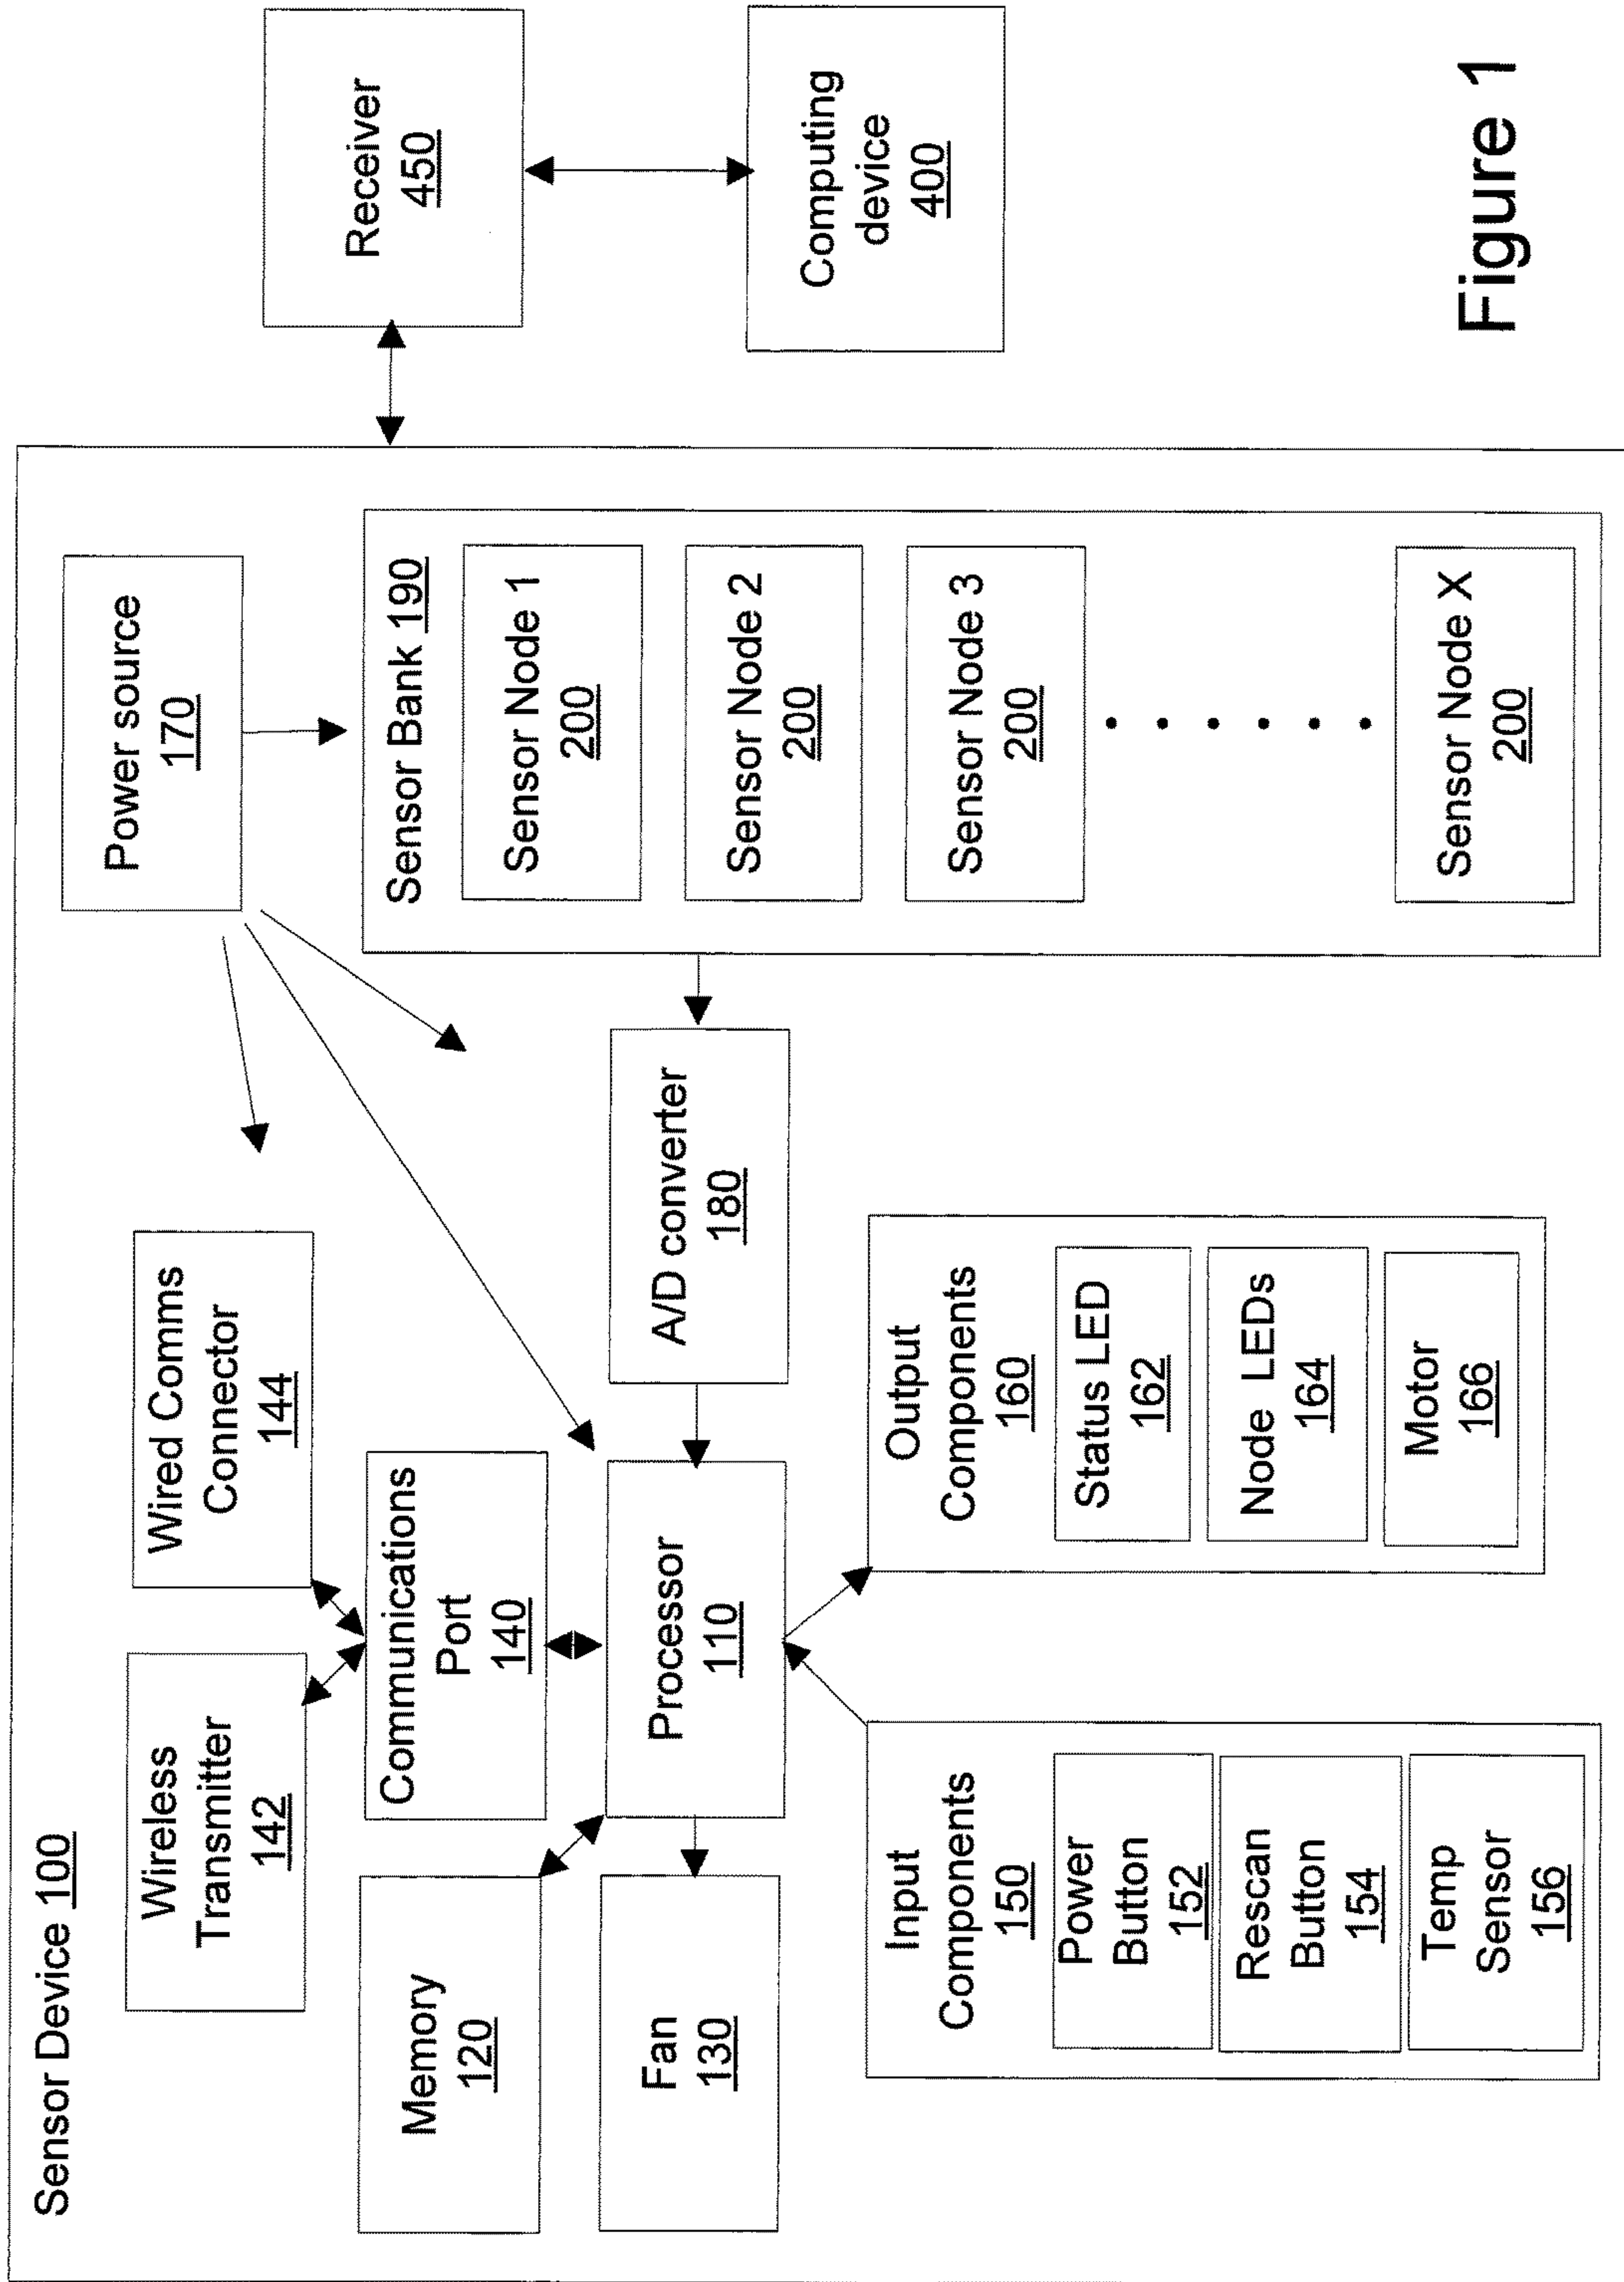 Sensor Device 100
Wireless
Transmitter
142
Wired Comms
Connector
144
Power source
170
Memory
120
Communications
Port
140
Fan
130
Processor
110
A/D converter
180
Sensor Bank 190
Sensor Node 1
200
Sensor Node 2
200
Sensor Node 3
200
Sensor Node X
200
Input
Components
150
Power
Button
152
Rescan
Button
154
Temp
Sensor
156
Output
Components
160
Status LED
162
Node LEDs
164
Motor
166
Receiver
450
Computing
device
400
Figure 1